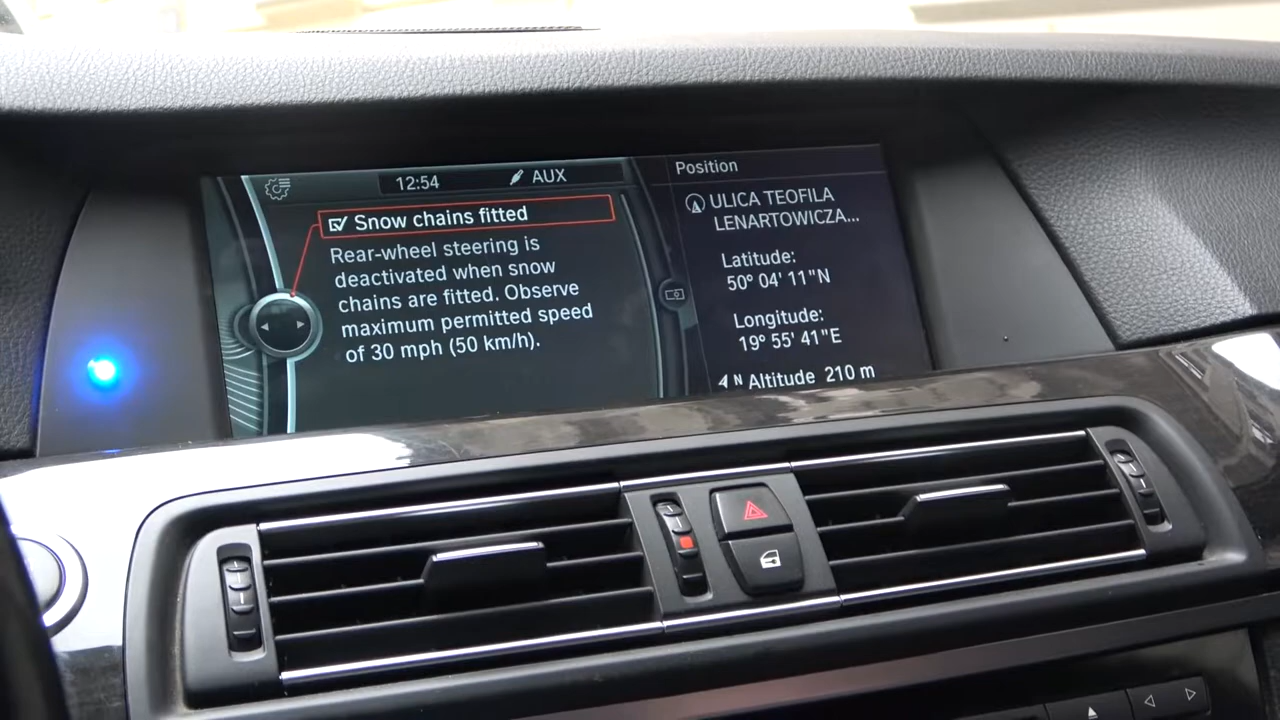 12:54
AUX
Snow chains fitted
Rear-wheel steering is
deactivated when snow
chains are fitted. Observe
maximum permitted speed
of 30 mph (50 km/h).
Position
ULICA TEOFILA
LENARTOWICZA...
Latitude:
50° 04' 11"N
Longitude:
19° 55' 41"E
N Altitude 210 m